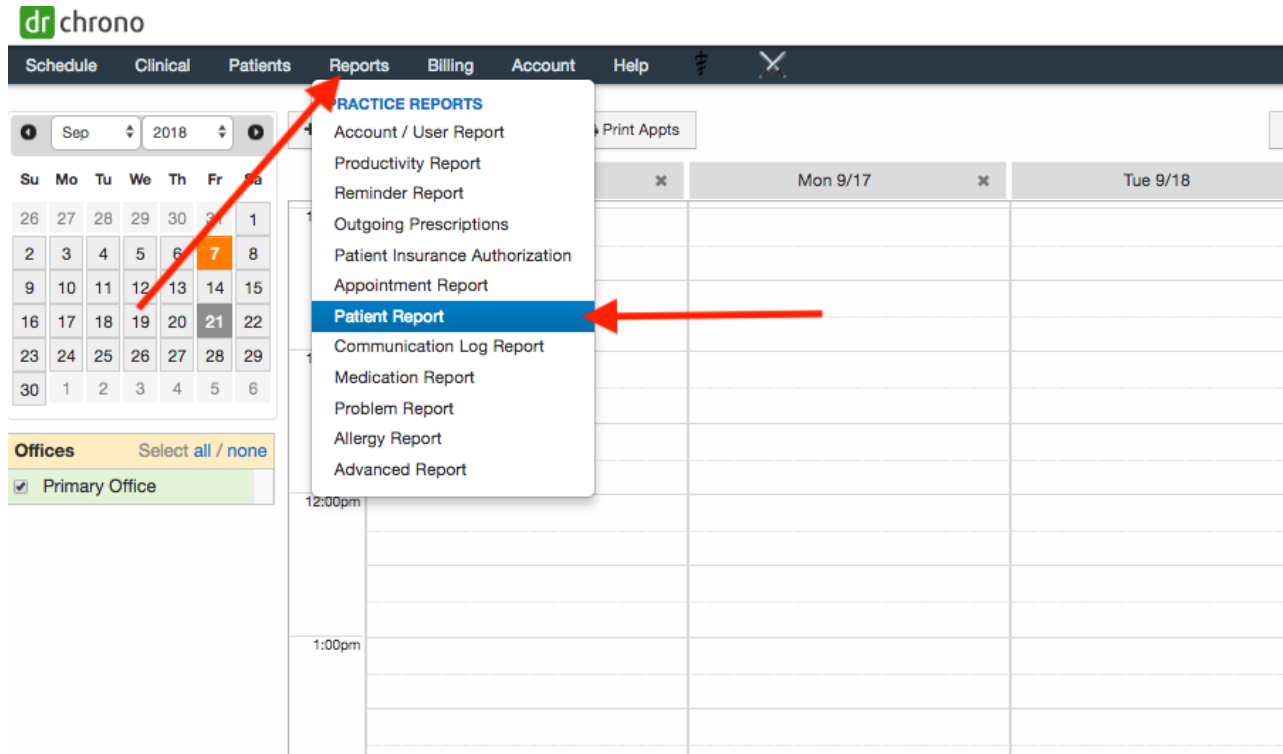 dr chrono
Schedule Clinical Patients Reports Billing Account Help
PRACTICE REPORTS
Account / User Report
Productivity Report
Reminder Report
Outgoing Prescriptions
Patient Insurance Authorization
Appointment Report
Patient Report
Communication Log Report
Medication Report
Problem Report
Allergy Report
Advanced Report
Sep 2018
Su Mo Tu We Th Fr Sa
26 27 28 29 30 31 1
2 3 4 5 6 7 8
9 10 11 12 13 14 15
16 17 18 19 20 21 22
23 24 25 26 27 28 29
30 1 2 3 4 5 6
Offices Select all / none
Primary Office
Print Appts
Mon 9/17 Tue 9/18
12:00pm
1:00pm